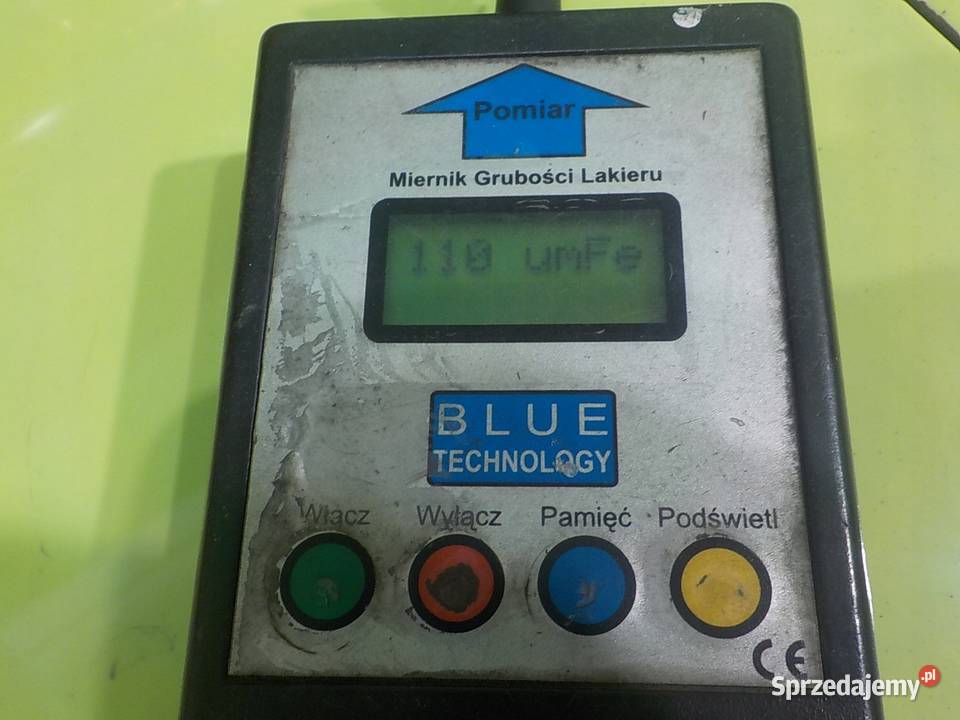 Pomiar
Miernik Grubości Lakieru
110 umFe
BLUE
TECHNOLOGY
Włącz Wyłącz Pamięć Podświetl
CE
Sprzedajemy.pl